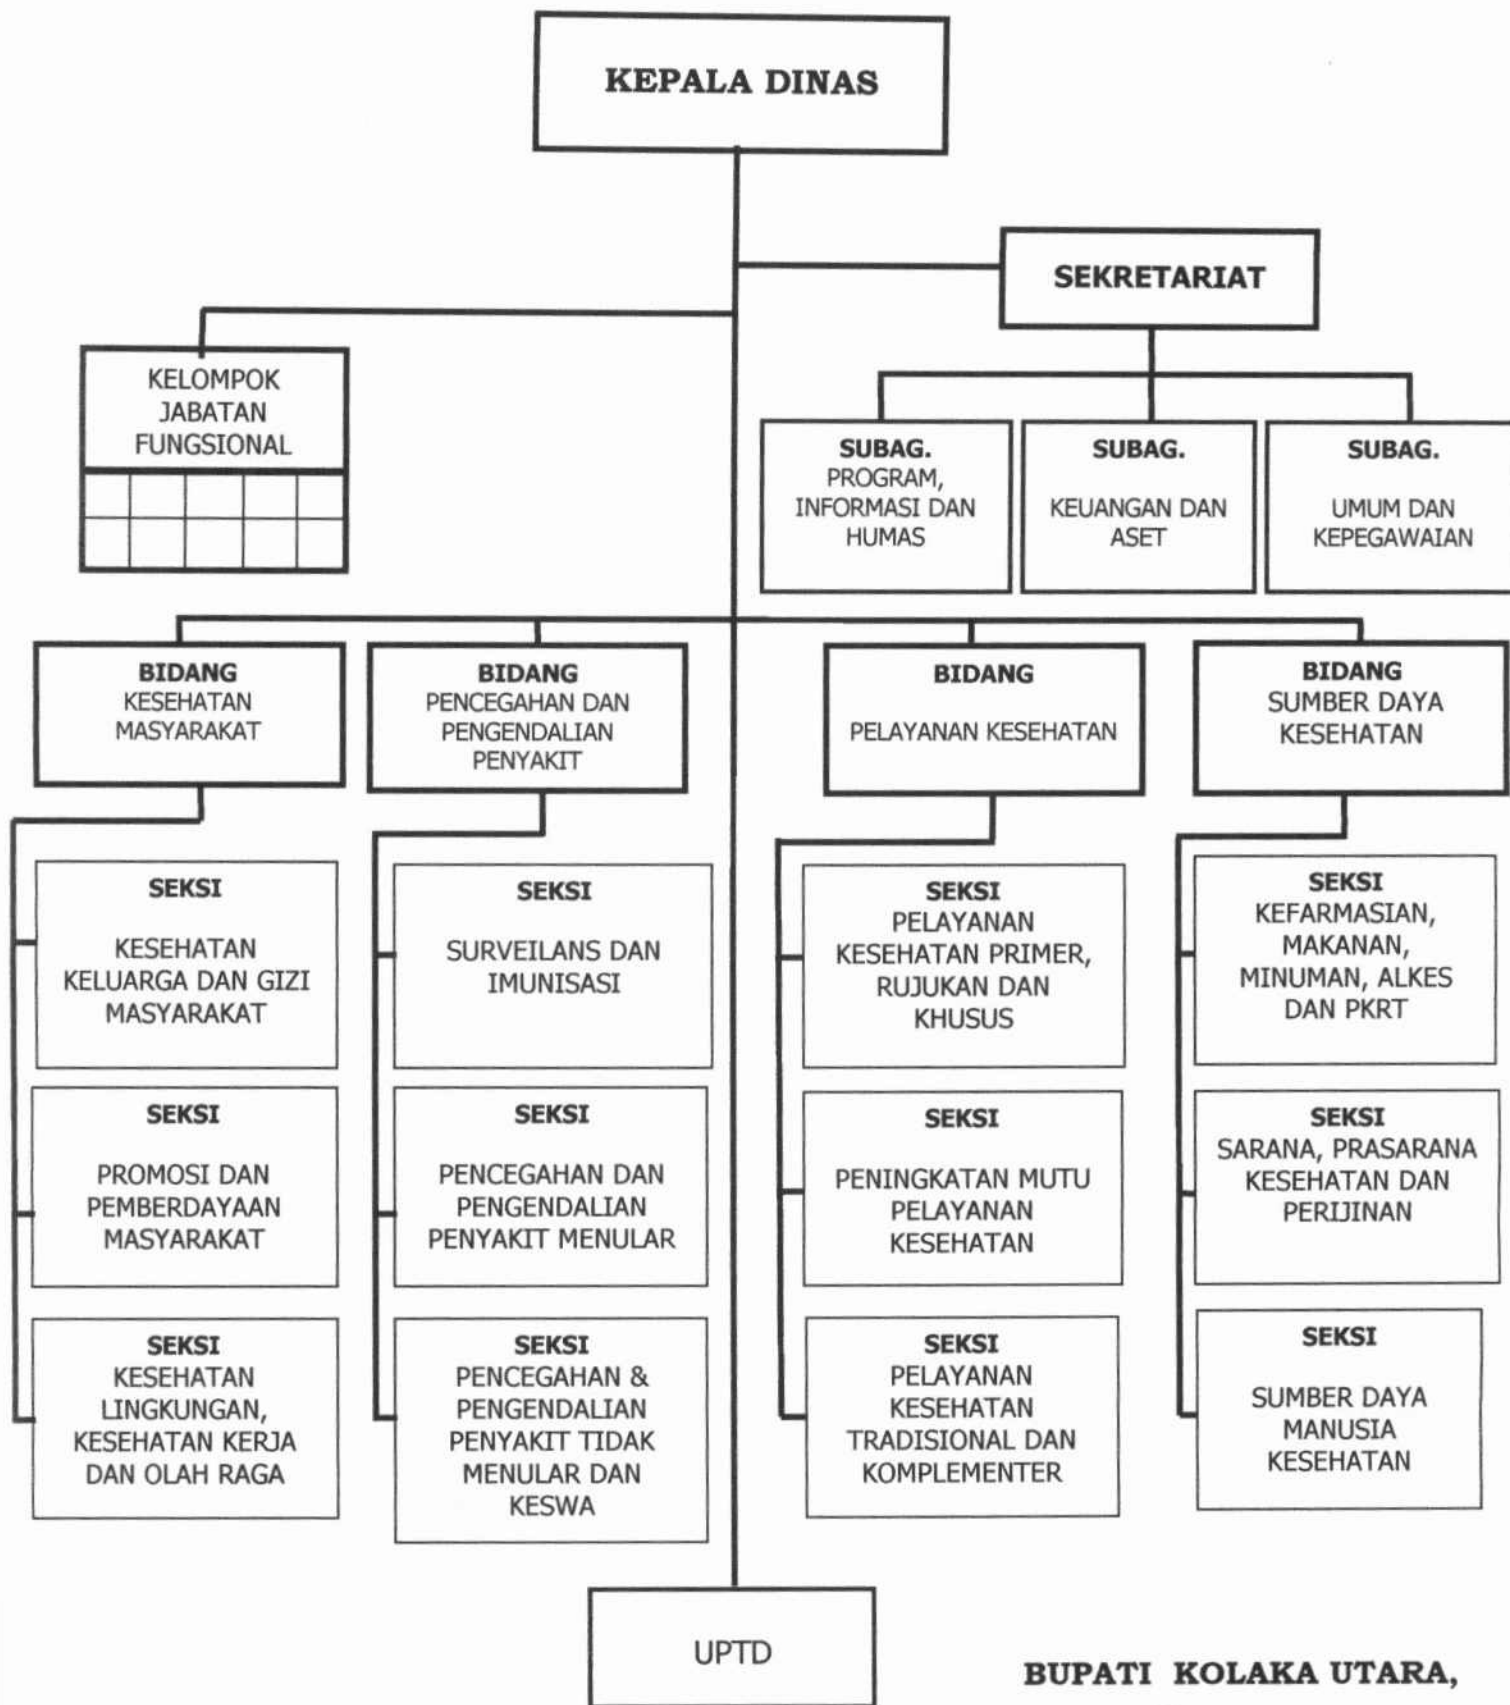 KEPALA DINAS
SEKRETARIAT
KELOMPOK
JABATAN
FUNGSIONAL
SUBAG.
PROGRAM,
INFORMASI DAN
HUMAS
SUBAG.
KEUANGAN DAN
ASET
SUBAG.
UMUM DAN
KEPEGAWAIAN
BIDANG
KESEHATAN
MASYARAKAT
BIDANG
PENCEGAHAN DAN
PENGENDALIAN
PENYAKIT
BIDANG
PELAYANAN KESEHATAN
BIDANG
SUMBER DAYA
KESEHATAN
SEKSI
KESEHATAN
KELUARGA DAN GIZI
MASYARAKAT
SEKSI
SURVEILANS DAN
IMUNISASI
SEKSI
PELAYANAN
KESEHATAN PRIMER,
RUJUKAN DAN
KHUSUS
SEKSI
KEFARMASIAN,
MAKANAN,
MINUMAN, ALKES
DAN PKRT
SEKSI
PROMOSI DAN
PEMBERDAYAAN
MASYARAKAT
SEKSI
PENCEGAHAN DAN
PENGENDALIAN
PENYAKIT MENULAR
SEKSI
PENINGKATAN MUTU
PELAYANAN
KESEHATAN
SEKSI
SARANA, PRASARANA
KESEHATAN DAN
PERIJINAN
SEKSI
KESEHATAN
LINGKUNGAN,
KESEHATAN KERJA
DAN OLAH RAGA
SEKSI
PENCEGAHAN &
PENGENDALIAN
PENYAKIT TIDAK
MENULAR DAN
KESWA
SEKSI
PELAYANAN
KESEHATAN
TRADISIONAL DAN
KOMPLEMENTER
SEKSI
SUMBER DAYA
MANUSIA
KESEHATAN
UPTD
BUPATI KOLAKA UTARA,